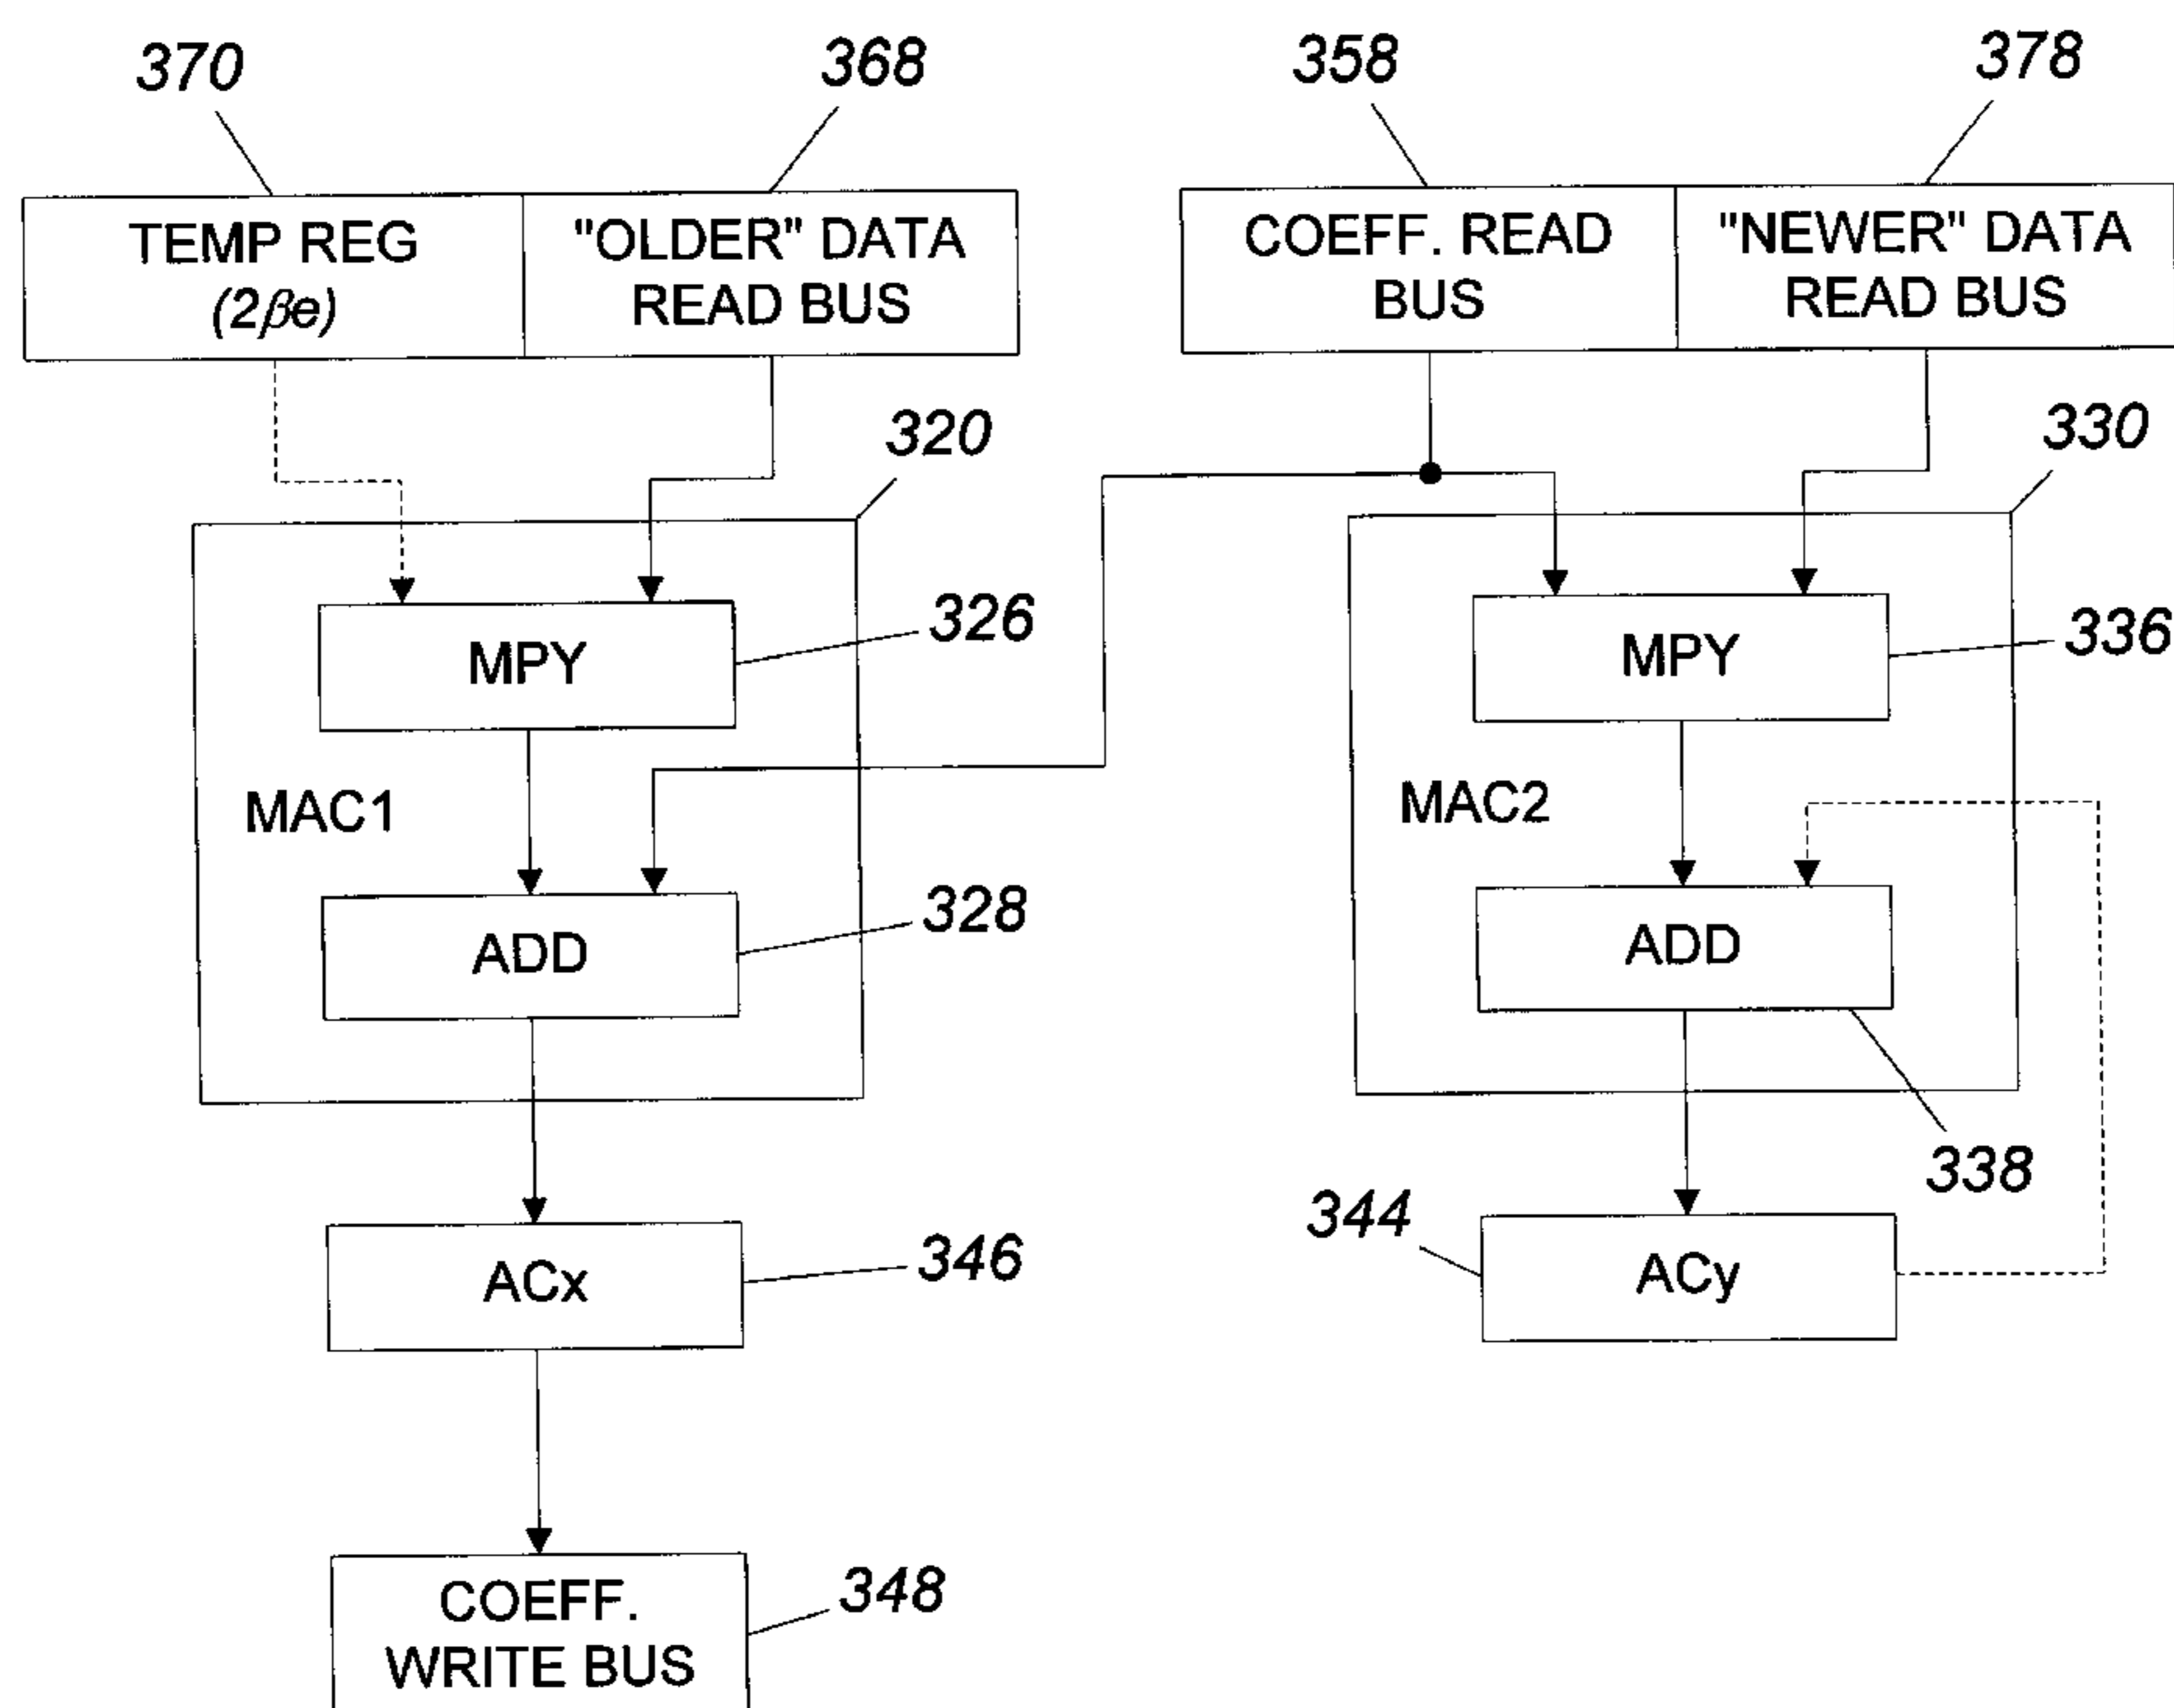 370
368
358
378
TEMP REG
(2βe)
"OLDER" DATA
READ BUS
COEFF. READ
BUS
"NEWER" DATA
READ BUS
320
330
MPY
326
MPY
336
MAC1
MAC2
ADD
328
ADD
338
ACx
346
344
ACy
COEFF.
WRITE BUS
348